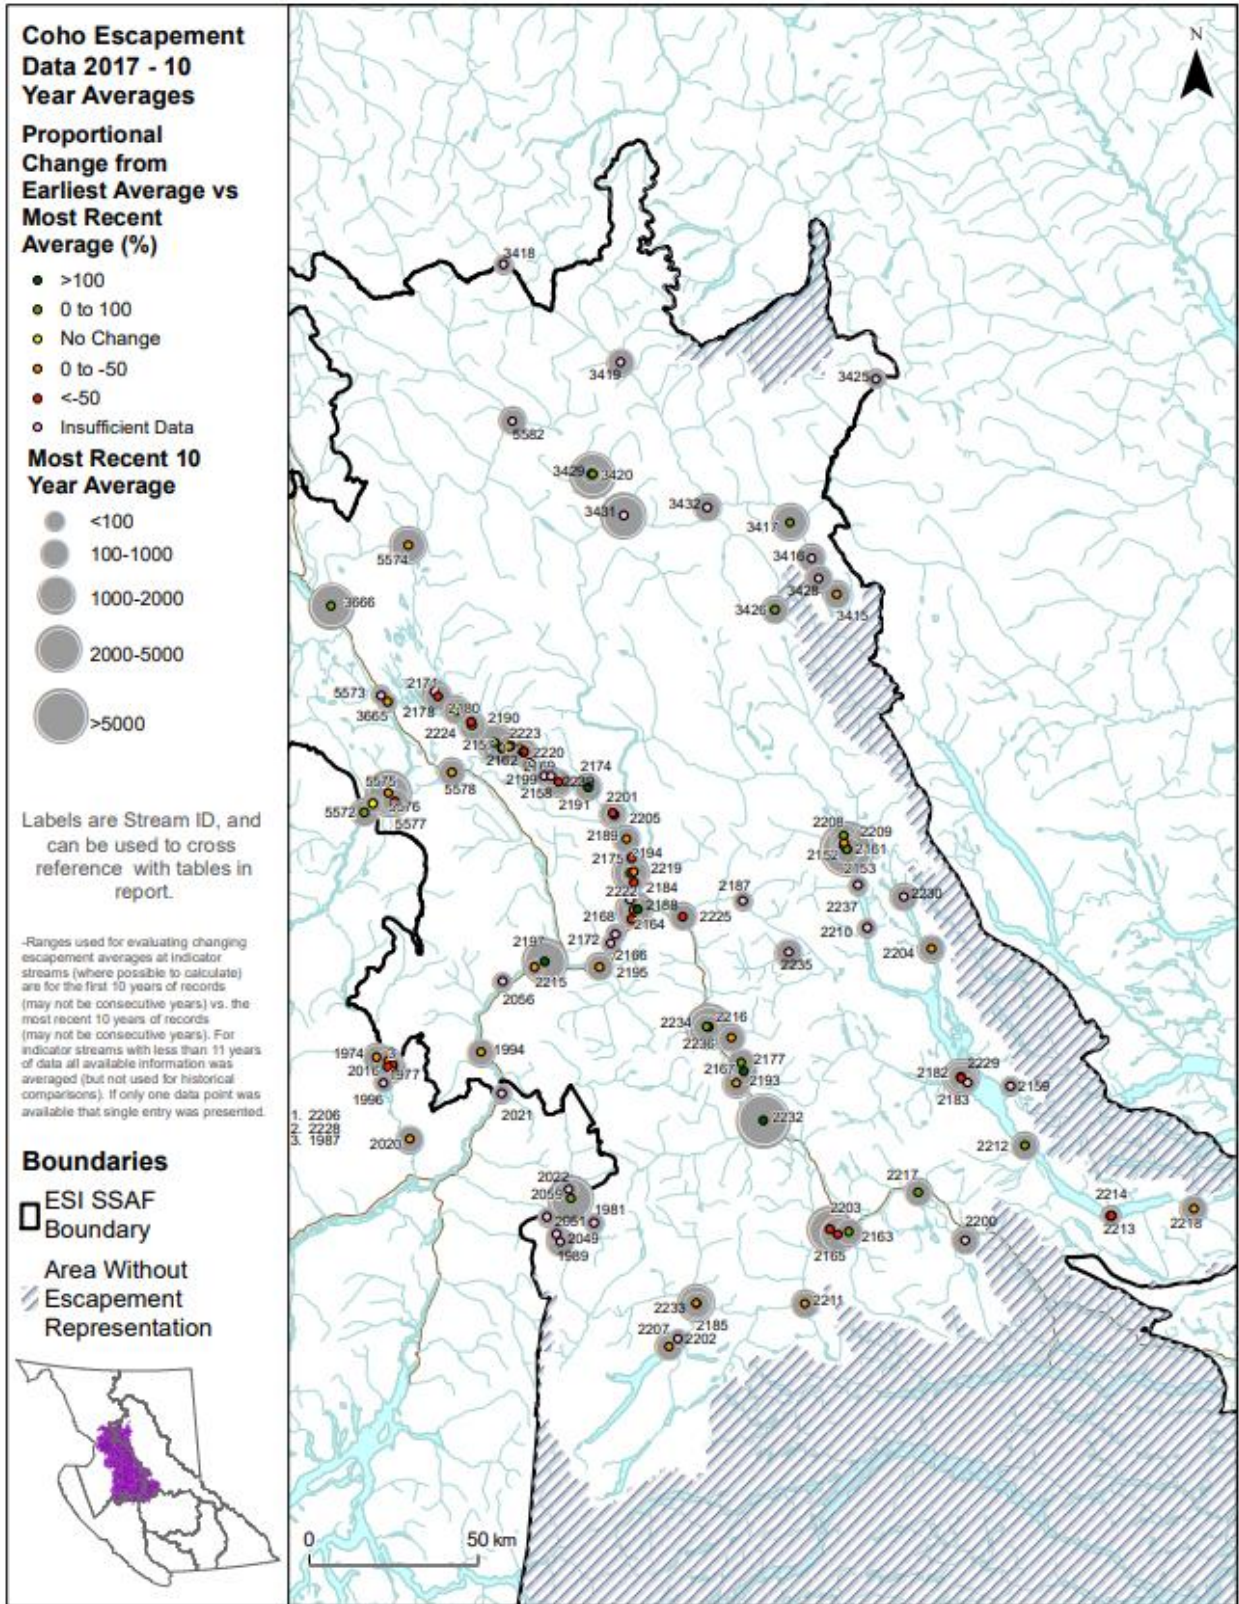 Coho Escapement
Data 2017 - 10
Year Averages
Proportional
Change from
Earliest Average vs
Most Recent
Average (%)
>100
0 to 100
No Change
0 to -50
<-50
Insufficient Data
Most Recent 10
Year Average
<100
100-1000
1000-2000
2000-5000
>5000
Labels are Stream ID, and
can be used to cross
reference with tables in
report.
-Ranges used for evaluating changing
escapement averages at indicator
streams (where possible to calculate)
are for the first 10 years of records
(may not be consecutive years) vs. the
most recent 10 years of records
(may not be consecutive years). For
indicator streams with less than 11 years
of data all available information was
averaged (but not used for historical
comparisons). If only one data point was
available that single entry was presented.
Boundaries
ESI SSAF
Boundary
Area Without
Escapement
Representation
N
3418
3419
3425
5582
3429 3420
3431
3432
3417
5574
3416
3428
3415
3426
3666
5573
3665
2178
2224
2190
2223
2162
2220
2199
2158
2174
2191
5578
5575
5576
5572
5577
2201
2205
2189
2194
2175
2219
2184
2222
2188
2168
2164
2225
2187
2172
2166
2195
2197
2215
2056
2208
2209
2152
2161
2153
2237
2230
2210
2204
2235
2234
2216
2236
2177
2167
2193
2232
1994
1974
3
2016
1977
1996
2021
1. 2206
2. 2228
3. 1987
2020
2182
2229
2183
2159
2212
2217
2214
2213
2218
2022
2059
1981
2051
2049
1989
2203
2165
2163
2200
2233
2185
2211
2207
2202
0
50 km